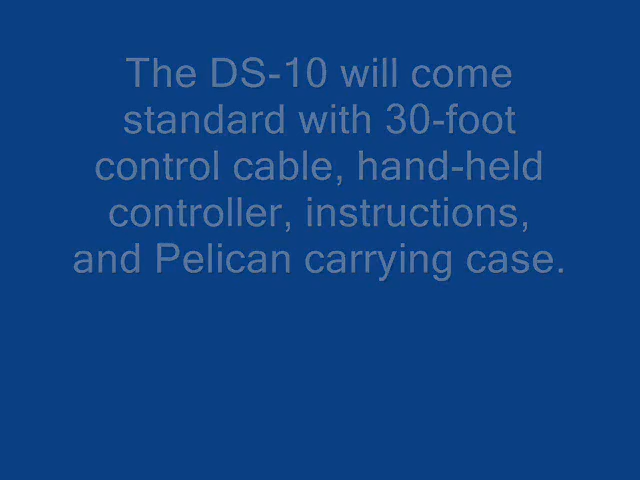 The DS-10 will come
standard with 30-foot
control cable, hand-held
controller, instructions,
and Pelican carrying case.